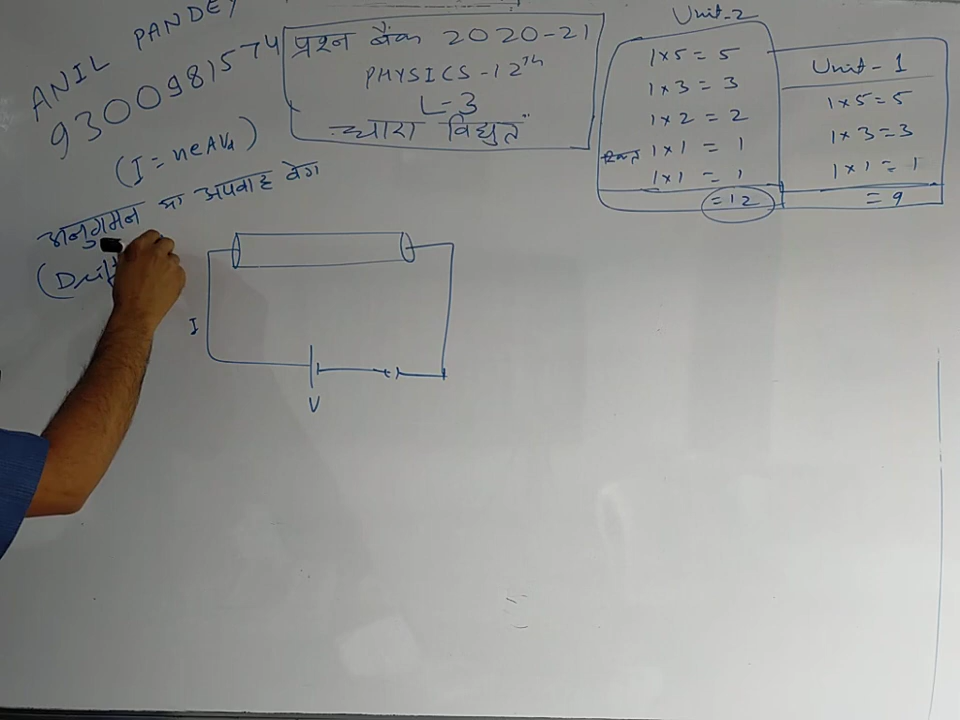 ANIL PANDEY
9300981574
प्रश्न बैंक 2020-21
PHYSICS-12th
L-3
धारा विद्युत
Unit-2
1×5=5
1×3=3
1×2=2
1×1=1
1×1=1
=12
Unit-1
1×5=5
1×3=3
1×1=1
=9
(I=neAVd)
अनुगमन या अपवाह वेग
(Drift
I
V